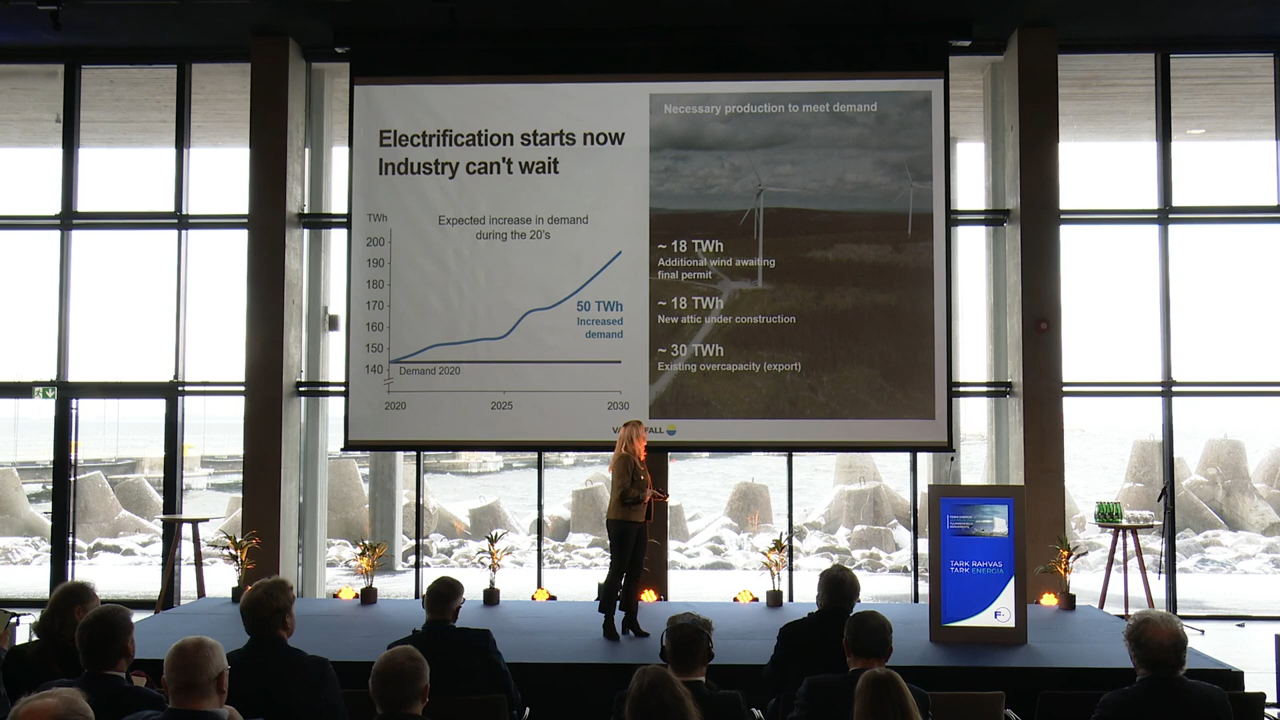 Electrification starts now
Industry can't wait
TWh
Expected increase in demand
during the 20's
200
190
180
170
160
150
140
50 TWh
Increased
demand
Demand 2020
2020
2025
2030
Necessary production to meet demand
~ 18 TWh
Additional wind awaiting
final permit
~ 18 TWh
New attic under construction
~ 30 TWh
Existing overcapacity (export)
TARK RAHVAS
TARK ENERGIA